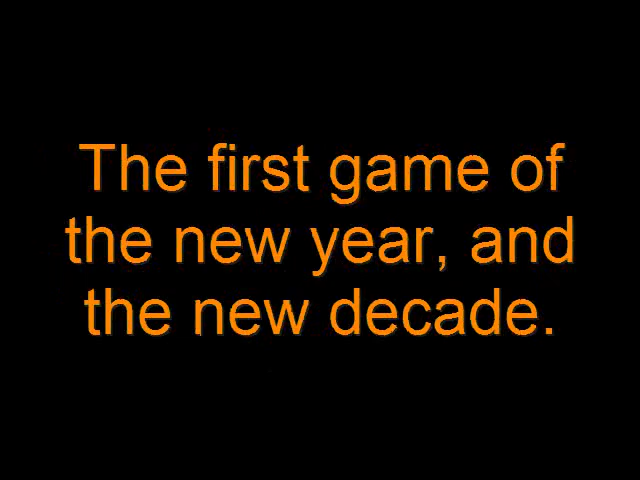 The first game of
the new year, and
the new decade.